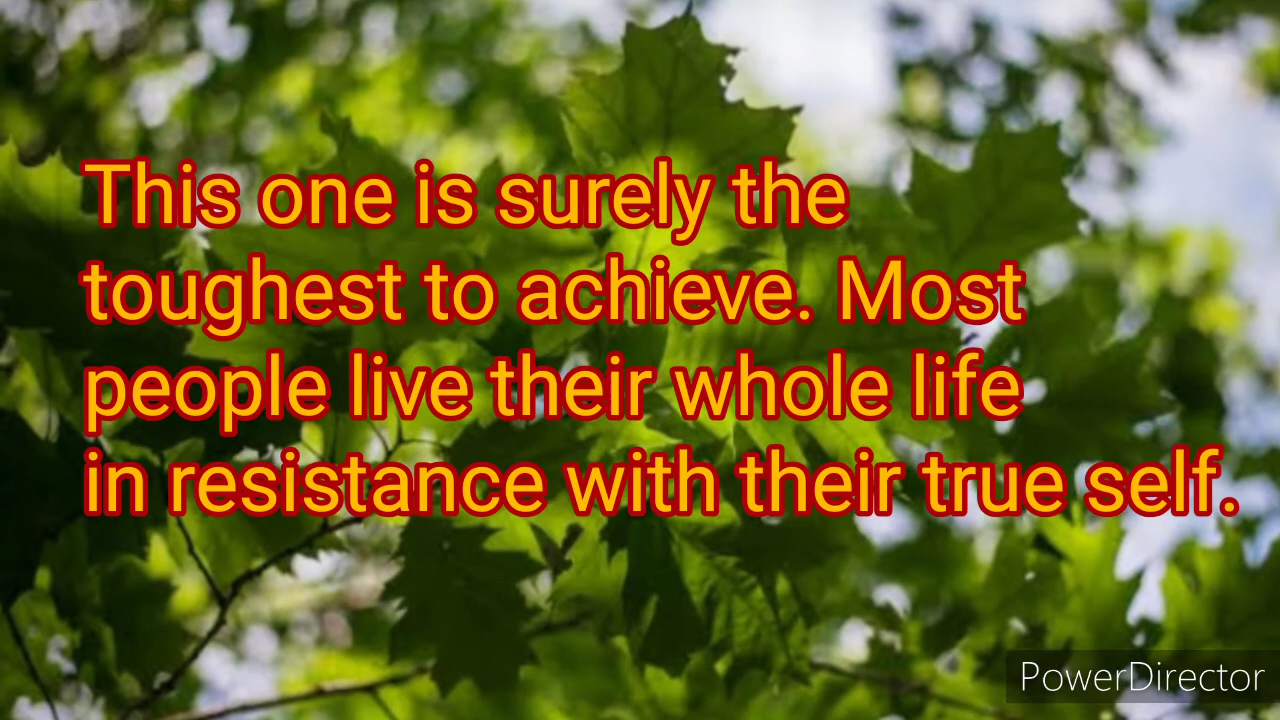 This one is surely the
toughest to achieve. Most
people live their whole life
in resistance with their true self.
PowerDirector